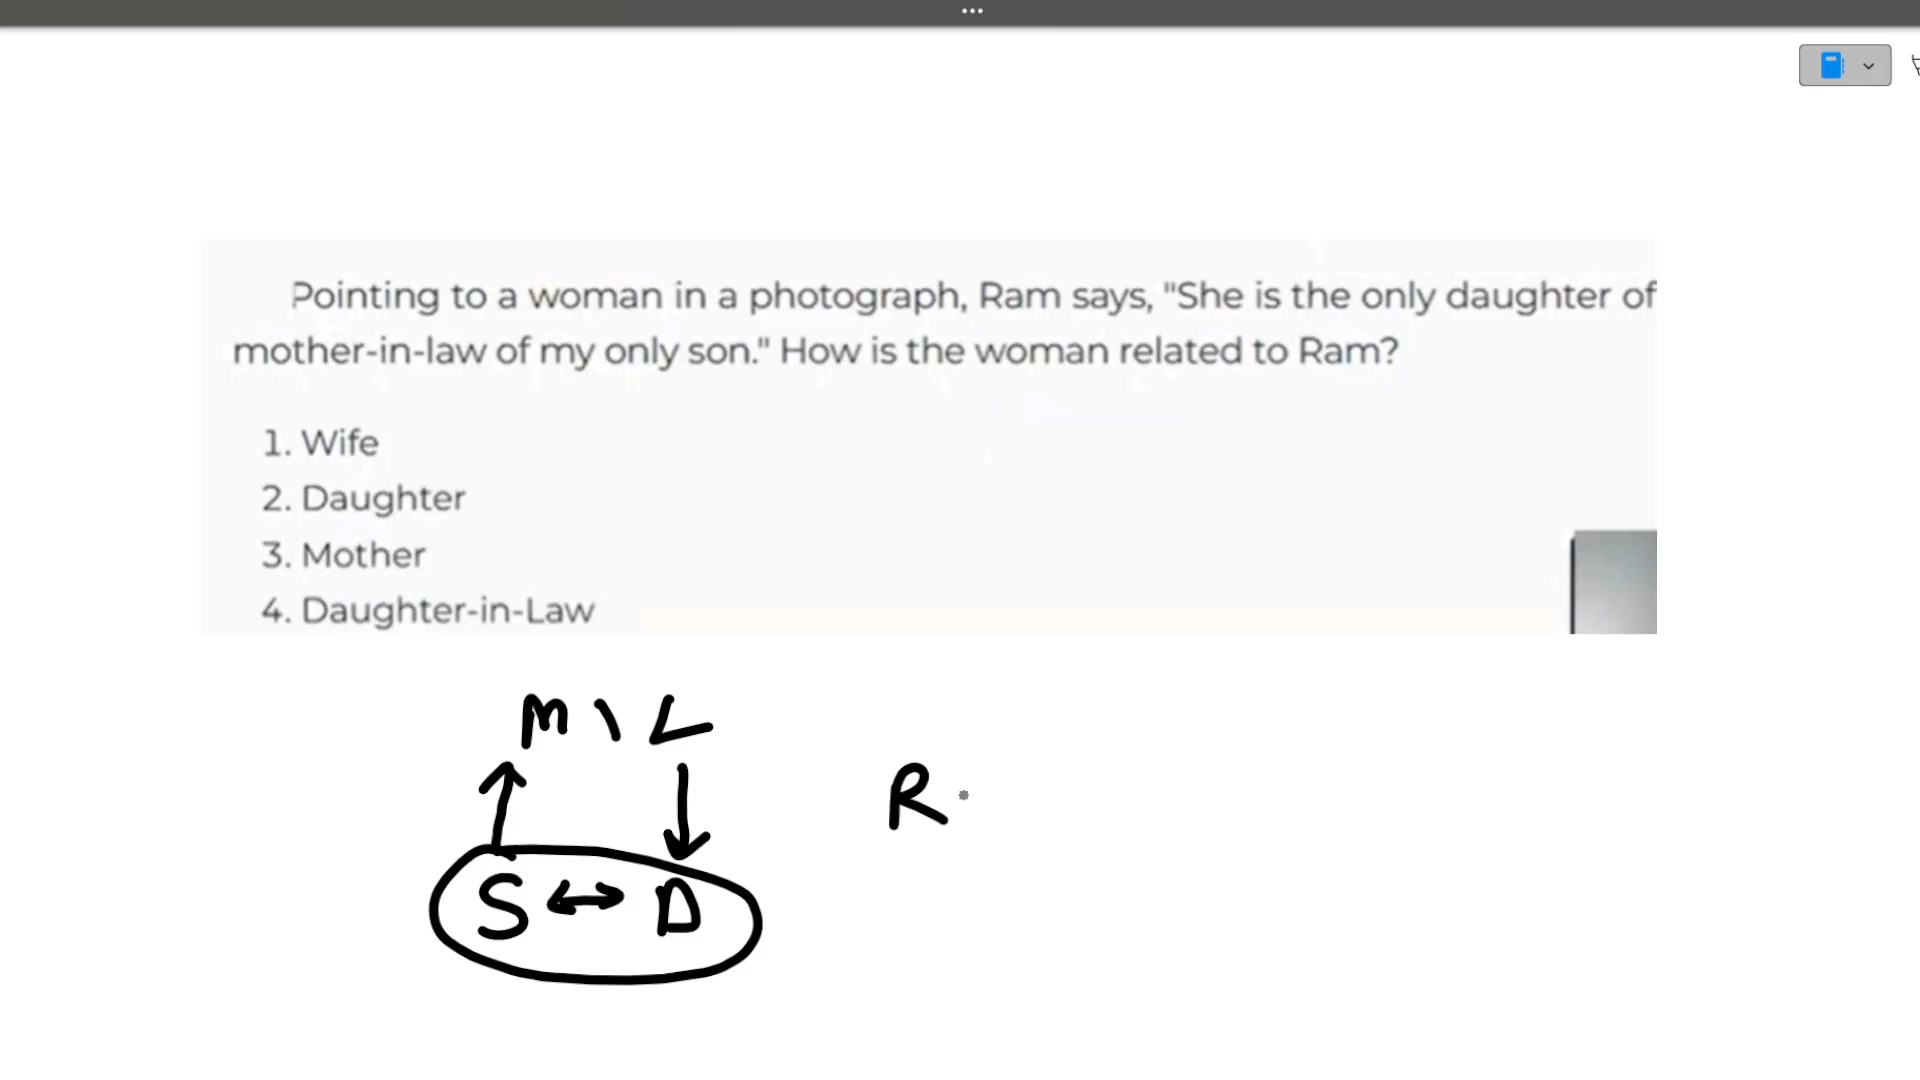 Pointing to a woman in a photograph, Ram says, "She is the only daughter of
mother-in-law of my only son." How is the woman related to Ram?
1. Wife
2. Daughter
3. Mother
4. Daughter-in-Law
M I L
R
S ↔ D